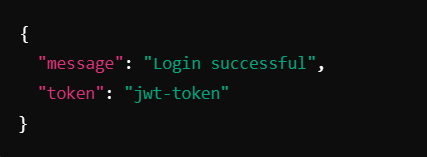 {
"message": "Login successful",
"token": "jwt-token"
}